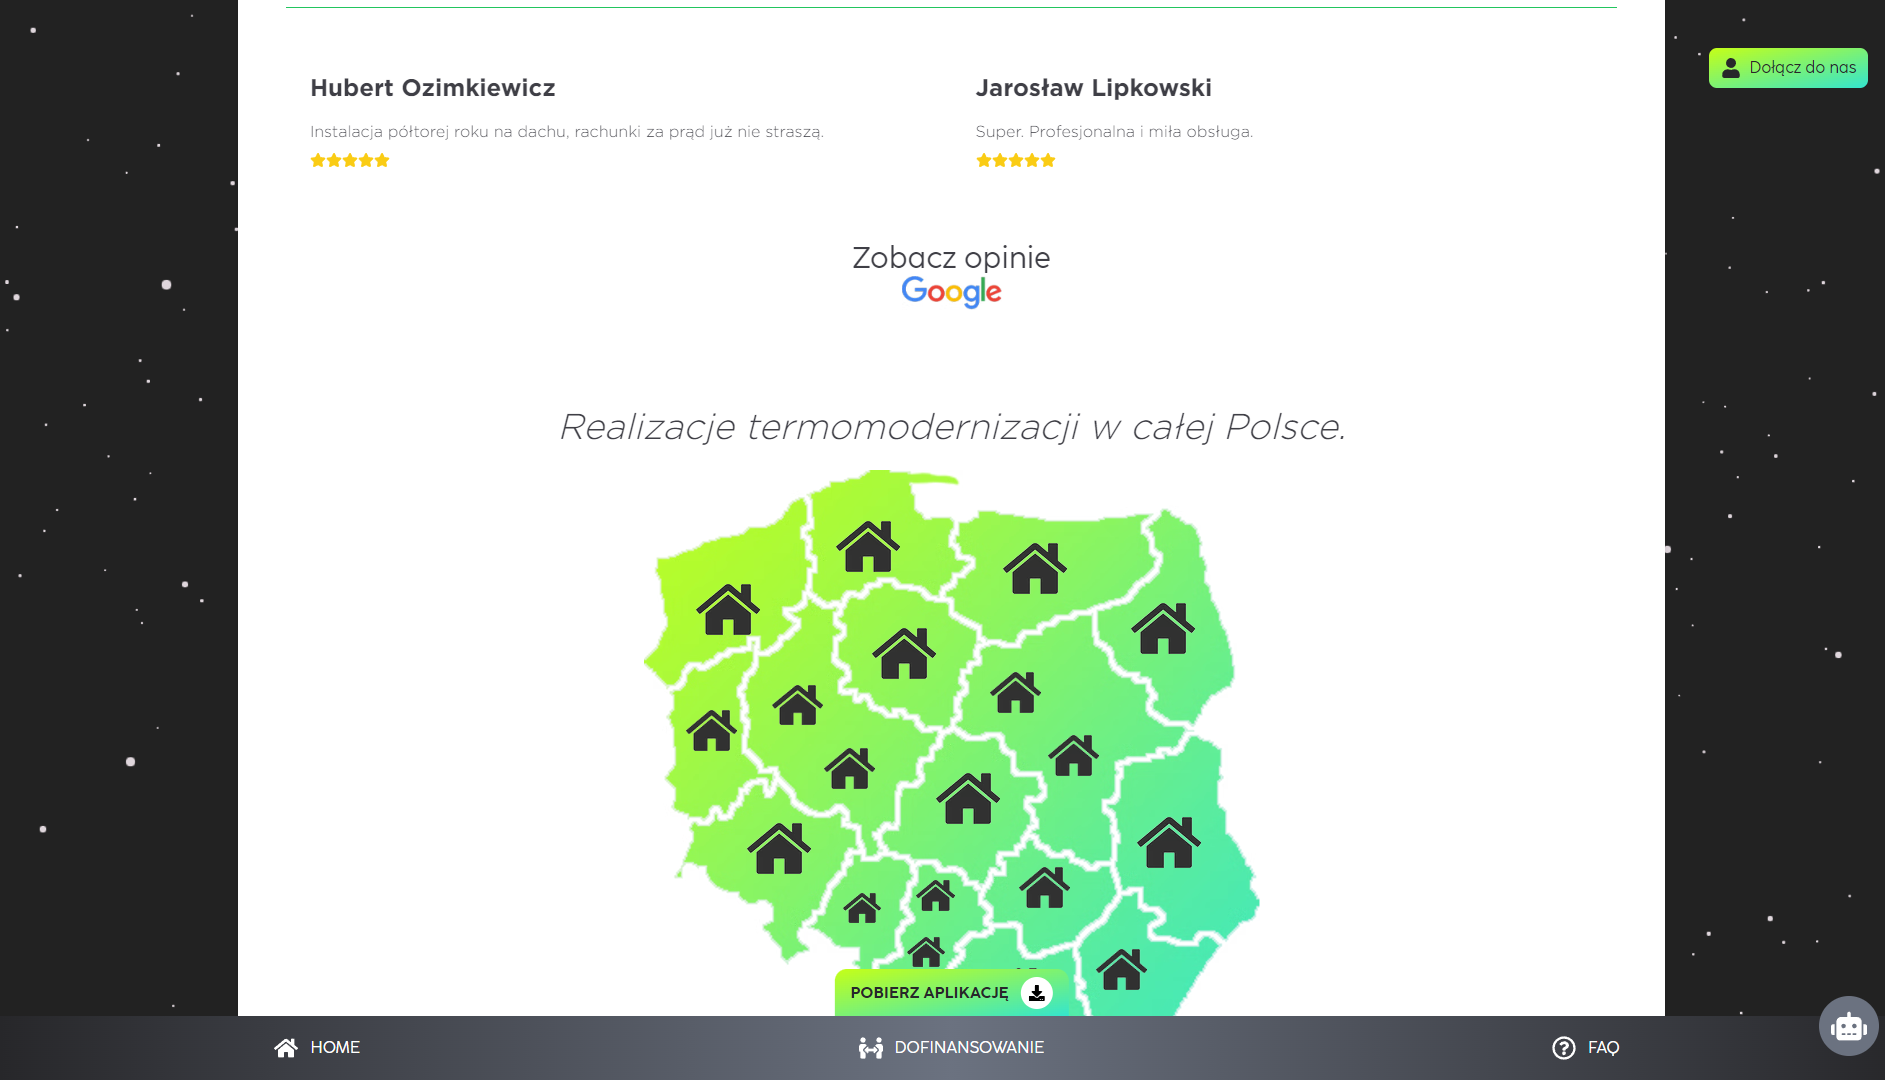 Dołącz do nas
Hubert Ozimkiewicz
Instalacja półtorej roku na dachu, rachunki za prąd już nie straszą.
Jarosław Lipkowski
Super. Profesjonalna i miła obsługa.
Zobacz opinie
Google
Realizacje termomodernizacji w całej Polsce.
POBIERZ APLIKACJĘ
HOME
DOFINANSOWANIE
FAQ